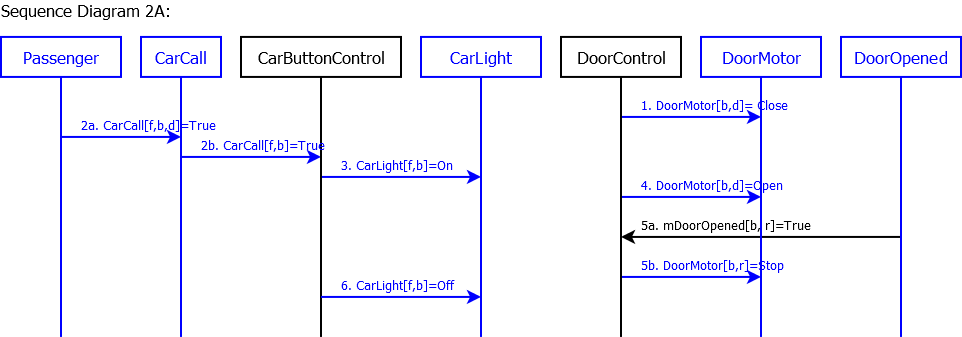 Sequence Diagram 2A:
Passenger
CarCall
CarButtonControl
CarLight
DoorControl
DoorMotor
DoorOpened
1. DoorMotor[b,d]= Close
2a. CarCall[f,b,d]=True
2b. CarCall[f,b]=True
3. CarLight[f,b]=On
4. DoorMotor[b,d]=Open
5a. mDoorOpened[b, r]=True
5b. DoorMotor[b,r]=Stop
6. CarLight[f,b]=Off